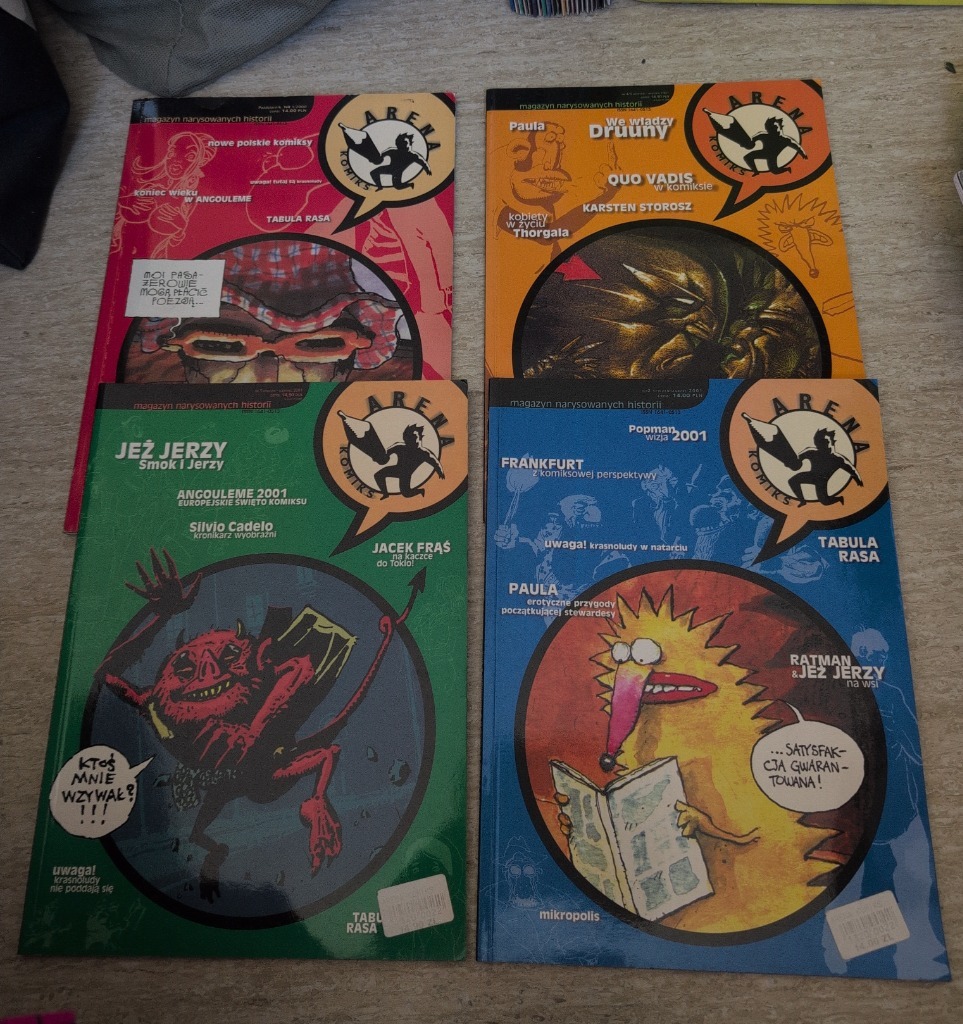 magazyn narysowanych historii
ARENA
KOMIKS
nowe polskie komiksy
koniec wieku
w ANGOULEME
TABULA RASA
MOI PASA-
ŻEROWIE
MOGĄ PŁACIĆ
POEZJĄ...
magazyn narysowanych historii
ARENA
KOMIKS
Paula
We władzy
Druuny
QUO VADIS
w komiksie
KARSTEN STOROSZ
kobiety
w życiu
Thorgala
magazyn narysowanych historii
ARENA
KOMIKS
JEŻ JERZY
Smok i Jerzy
ANGOULEME 2001
EUROPEJSKIE ŚWIĘTO KOMIKSU
Silvio Cadelo
kronikarz wyobraźni
JACEK FRĄŚ
na kaczce
do Tokio!
KTOŚ
MNIE
WZYWAŁ?
!!!
uwaga!
krasnoludy
nie poddają się
TABU
RASA
magazyn narysowanych historii
cena: 14.00 PLN
ARENA
KOMIKS
Popman
wizja 2001
FRANKFURT
z komiksowej perspektywy
uwaga! krasnoludy w natarciu
TABULA
RASA
PAULA
erotyczne przygody
początkującej stewardesy
RATMAN
& JEŻ JERZY
na wsi
...SATYSFAK-
CJA GWARAN-
TOWANA!
mikropolis